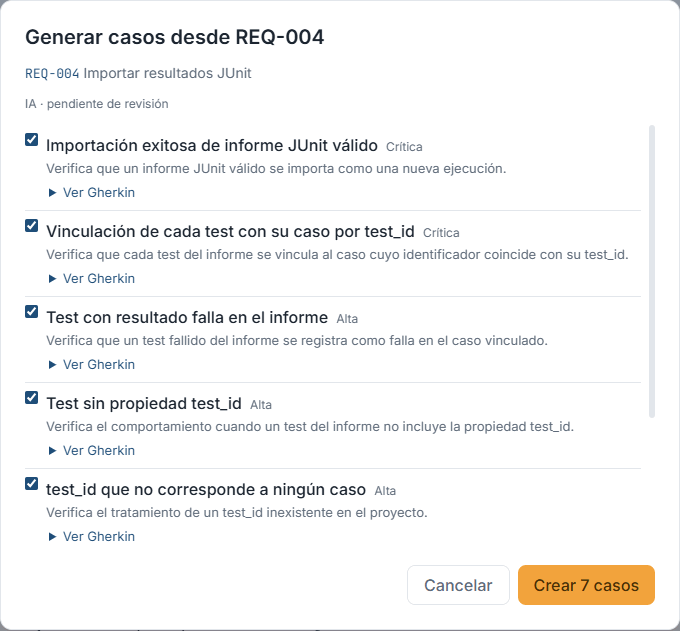 Generar casos desde REQ-004
REQ-004 Importar resultados JUnit
IA · pendiente de revisión
Importación exitosa de informe JUnit válido Crítica
Verifica que un informe JUnit válido se importa como una nueva ejecución.
▶ Ver Gherkin
Vinculación de cada test con su caso por test_id Crítica
Verifica que cada test del informe se vincula al caso cuyo identificador coincide con su test_id.
▶ Ver Gherkin
Test con resultado falla en el informe Alta
Verifica que un test fallido del informe se registra como falla en el caso vinculado.
▶ Ver Gherkin
Test sin propiedad test_id Alta
Verifica el comportamiento cuando un test del informe no incluye la propiedad test_id.
▶ Ver Gherkin
test_id que no corresponde a ningún caso Alta
Verifica el tratamiento de un test_id inexistente en el proyecto.
▶ Ver Gherkin
Cancelar Crear 7 casos